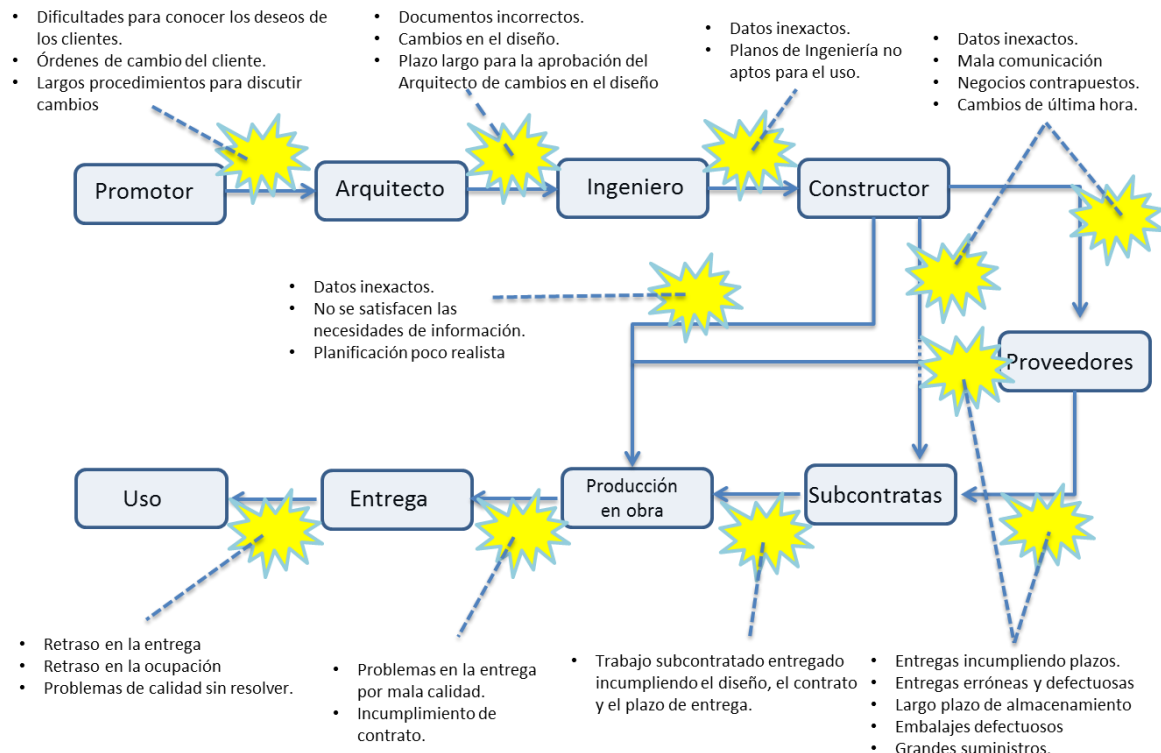 • Dificultades para conocer los deseos de
los clientes.
• Órdenes de cambio del cliente.
• Largos procedimientos para discutir
cambios
• Documentos incorrectos.
• Cambios en el diseño.
• Plazo largo para la aprobación del
Arquitecto de cambios en el diseño
• Datos inexactos.
• Planos de Ingeniería no
aptos para el uso.
• Datos inexactos.
• Mala comunicación
• Negocios contrapuestos.
• Cambios de última hora.
Promotor
Arquitecto
Ingeniero
Constructor
• Datos inexactos.
• No se satisfacen las
necesidades de información.
• Planificación poco realista
Proveedores
Uso
Entrega
Producción
en obra
Subcontratas
• Retraso en la entrega
• Retraso en la ocupación
• Problemas de calidad sin resolver.
• Problemas en la entrega
por mala calidad.
• Incumplimiento de
contrato.
• Trabajo subcontratado entregado
incumpliendo el diseño, el contrato
y el plazo de entrega.
• Entregas incumpliendo plazos.
• Entregas erróneas y defectuosas
• Largo plazo de almacenamiento
• Embalajes defectuosos
• Grandes suministros.